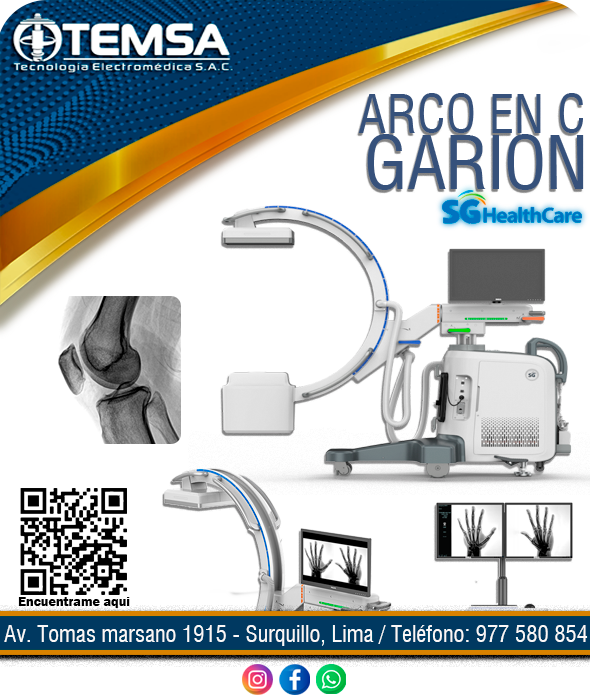 TEMSA
Tecnología Electromédica S.A.C.
ARCO EN C
GARION
SG HealthCare
SG
Encuentrame aqui
Av. Tomas marsano 1915 - Surquillo, Lima / Teléfono: 977 580 854